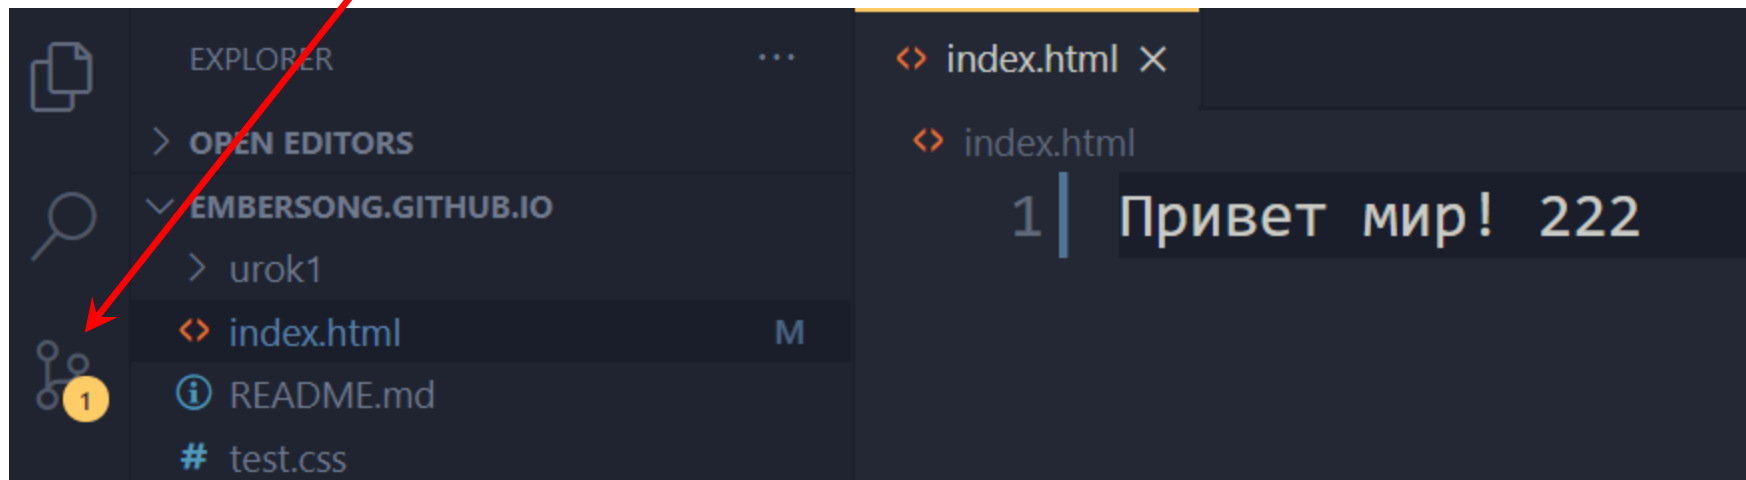 EXPLORER ...
OPEN EDITORS
EMBERSONG.GITHUB.IO
urok1
index.html M
README.md
# test.css
1
index.html
index.html
1 Привет мир! 222